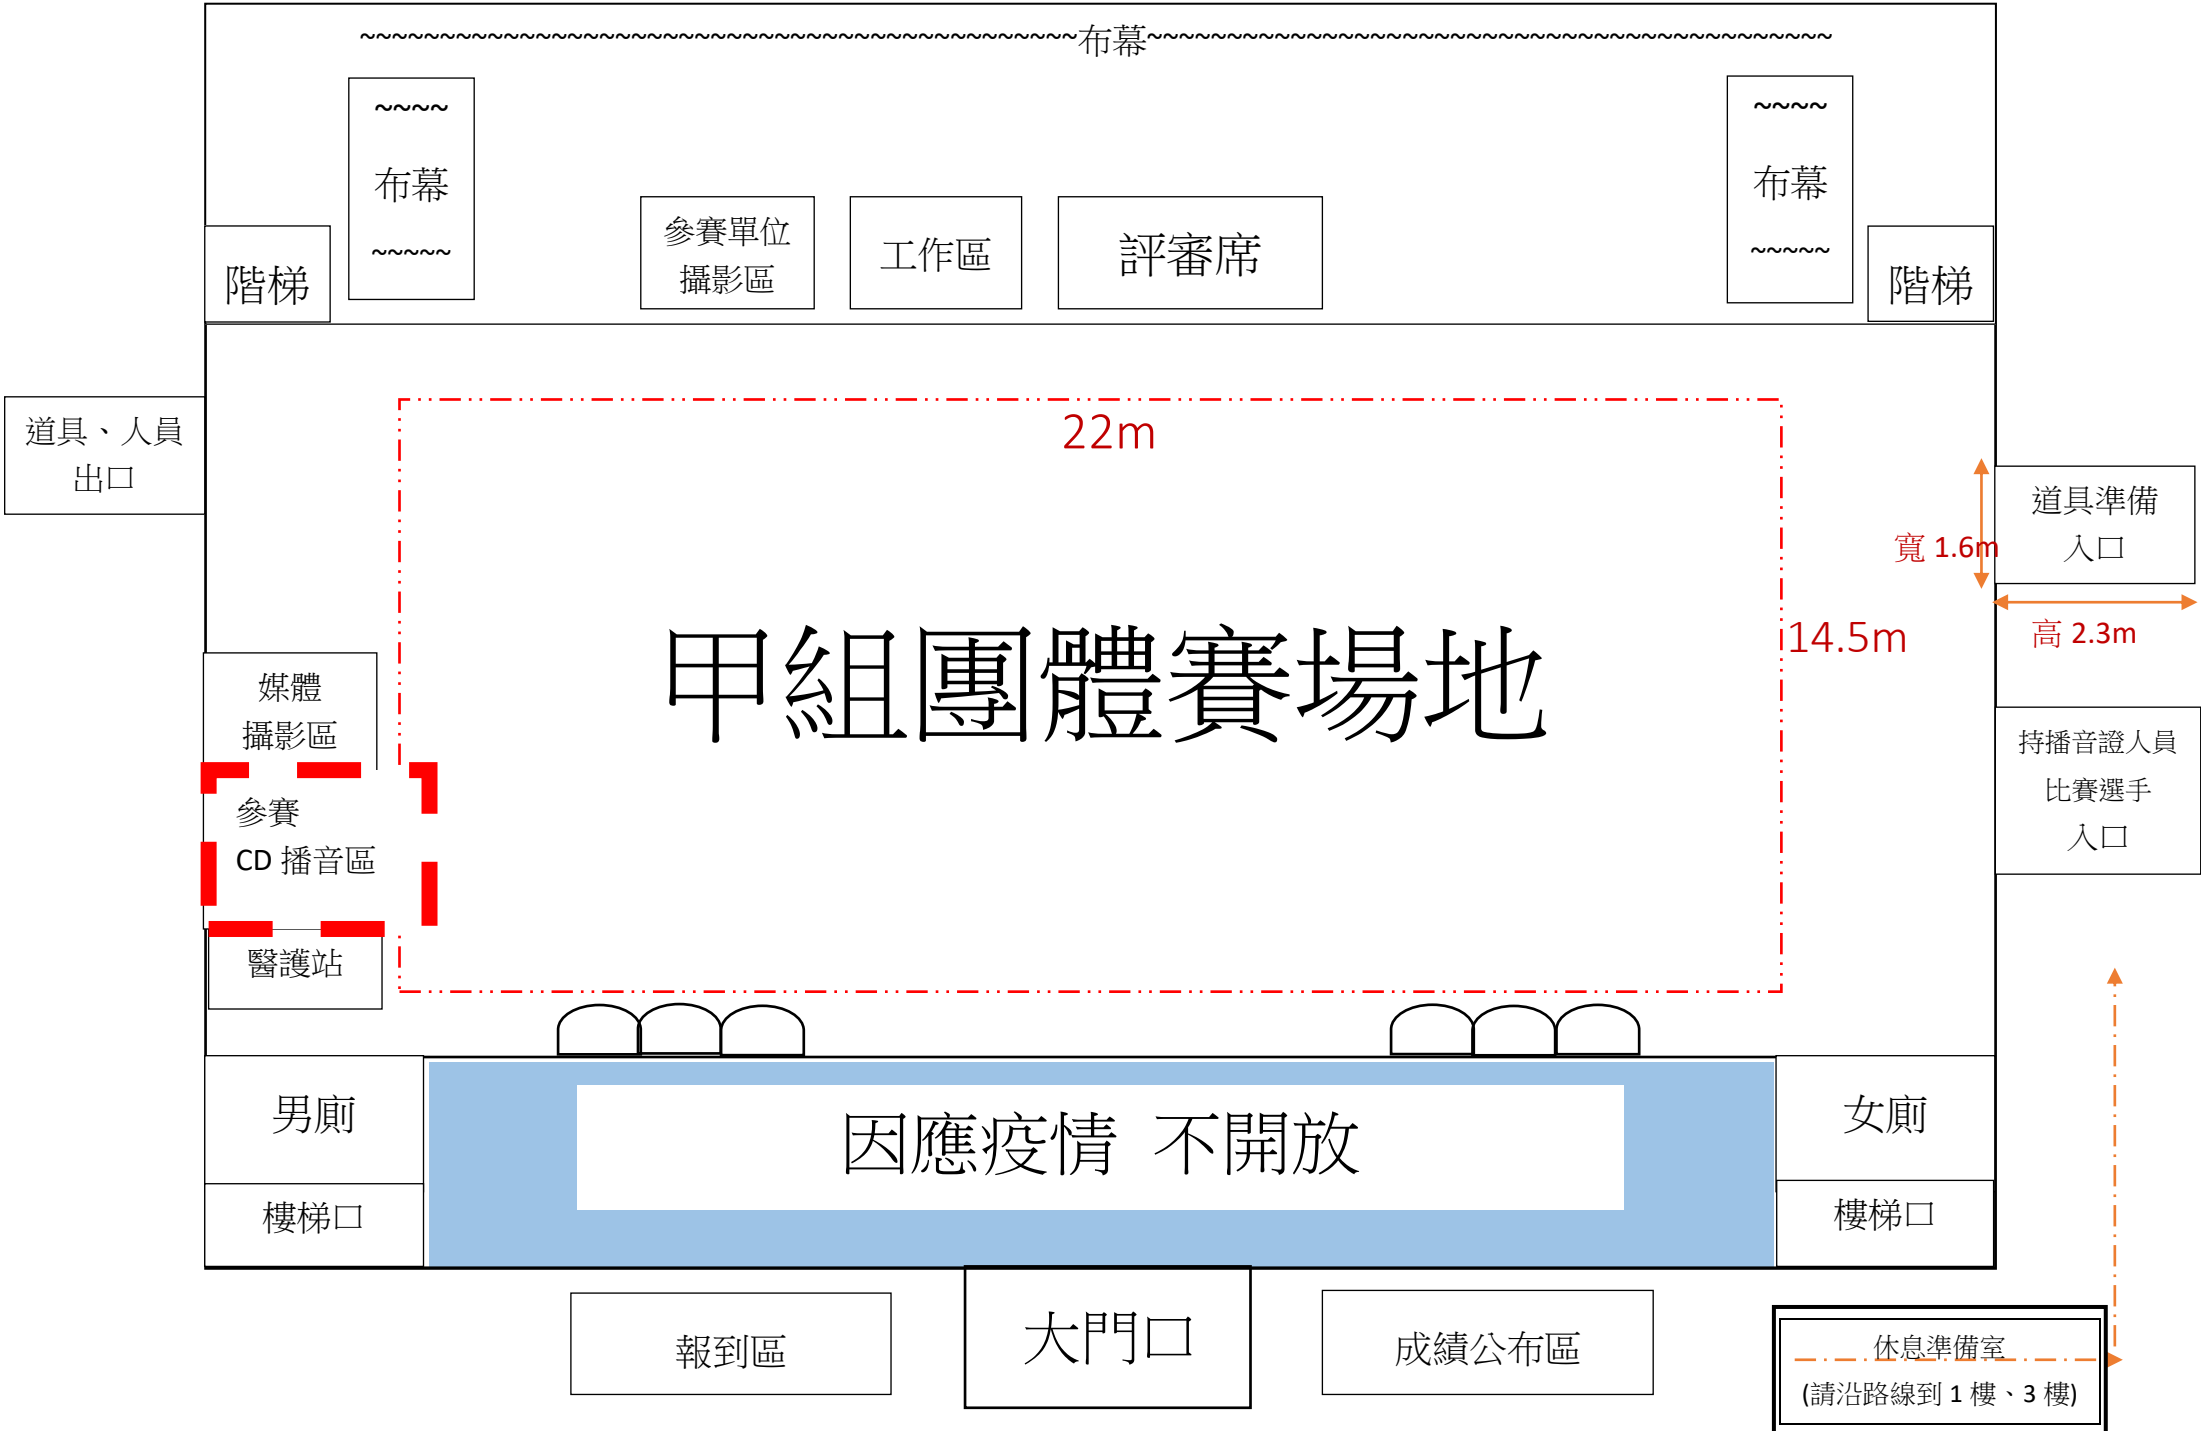 ~~~~~~~~~~~~~~~~~~~~~~~~~~~~~~~~~~~~~~~~~~~~~布幕~~~~~~~~~~~~~~~~~~~~~~~~~~~~~~~~~~~~~~~~~~~
~~~~
布幕
~~~~~
~~~~
布幕
~~~~~
參賽單位
攝影區
工作區
評審席
階梯
階梯
道具、人員
出口
22m
道具準備
入口
寬 1.6m
高 2.3m
14.5m
甲組團體賽場地
媒體
攝影區
參賽
CD 播音區
醫護站
持播音證人員
比賽選手
入口
男廁
因應疫情 不開放
女廁
樓梯口
樓梯口
報到區
大門口
成績公布區
休息準備室
(請沿路線到 1 樓、3 樓)